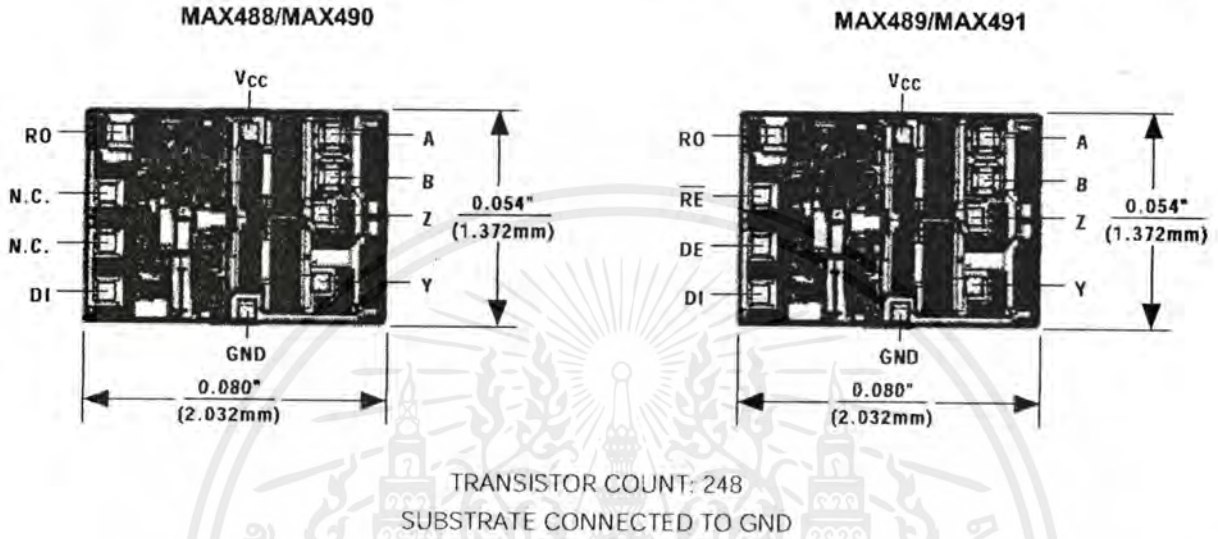 MAX488/MAX490
VCC
RO
N.C.
N.C.
DI
A
B
Z
Y
GND
0.054"
(1.372mm)
0.080"
(2.032mm)
MAX489/MAX491
VCC
RO
R̅E̅
DE
DI
A
B
Z
Y
GND
0.054"
(1.372mm)
0.080"
(2.032mm)
TRANSISTOR COUNT: 248
SUBSTRATE CONNECTED TO GND